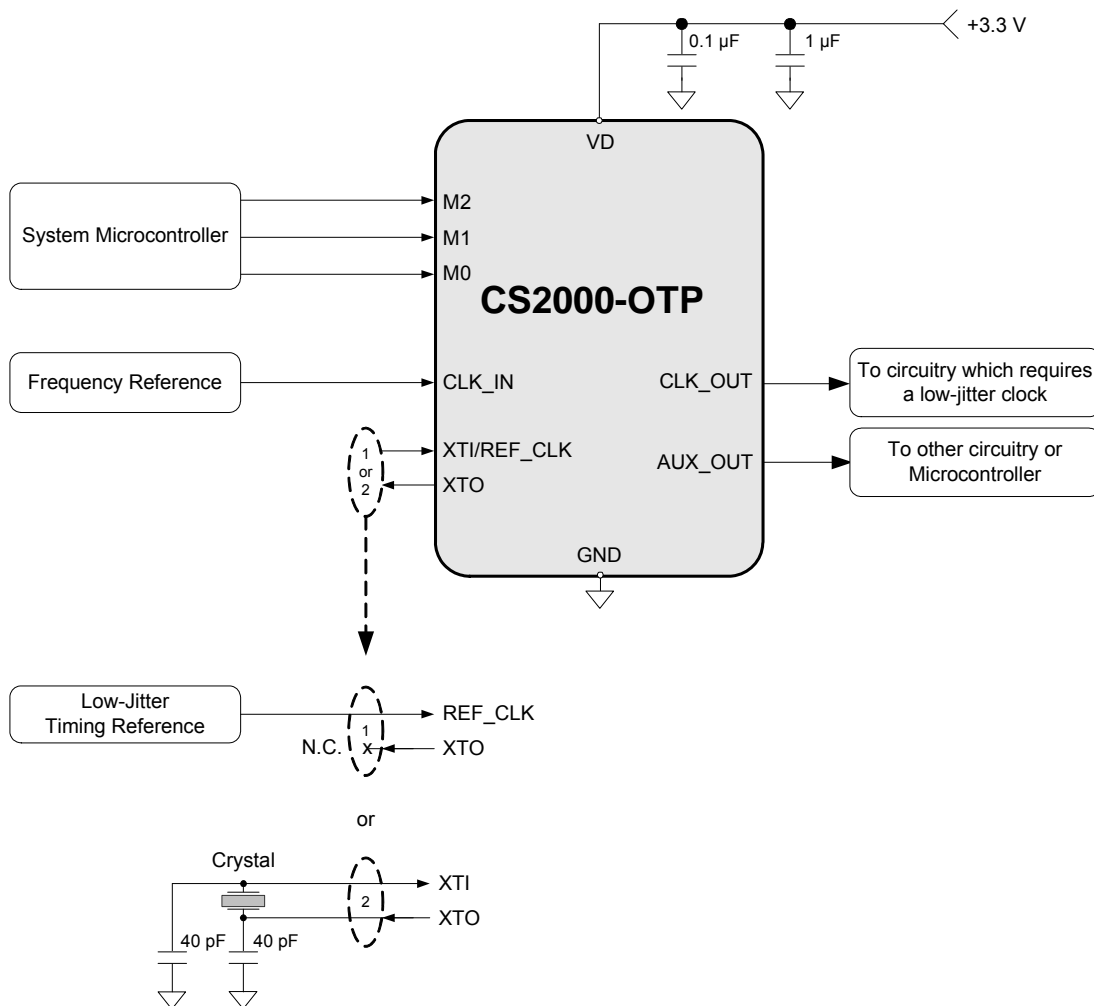 +3.3 V
0.1 µF
1 µF
VD
System Microcontroller
M2
M1
M0
CS2000-OTP
Frequency Reference
CLK_IN
CLK_OUT
To circuitry which requires
a low-jitter clock
1
or
2
XTI/REF_CLK
XTO
AUX_OUT
To other circuitry or
Microcontroller
GND
Low-Jitter
Timing Reference
1
REF_CLK
N.C.
x
XTO
or
Crystal
2
XTI
XTO
40 pF
40 pF